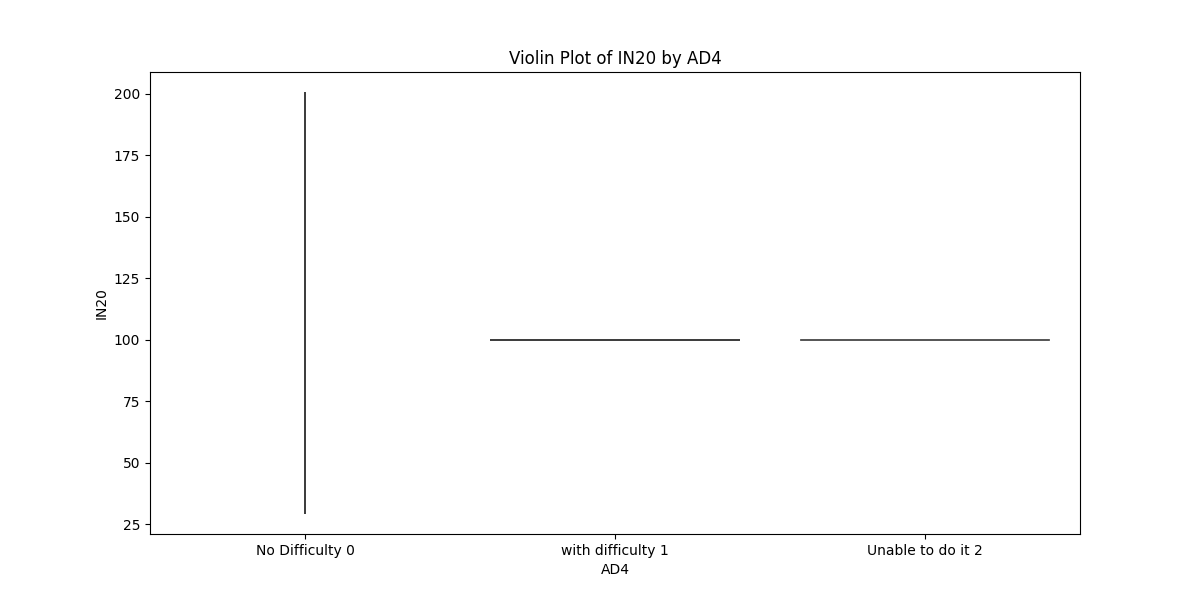 Violin Plot of IN20 by AD4
200
175
150
125
100
75
50
25
IN20
No Difficulty 0
with difficulty 1
Unable to do it 2
AD4